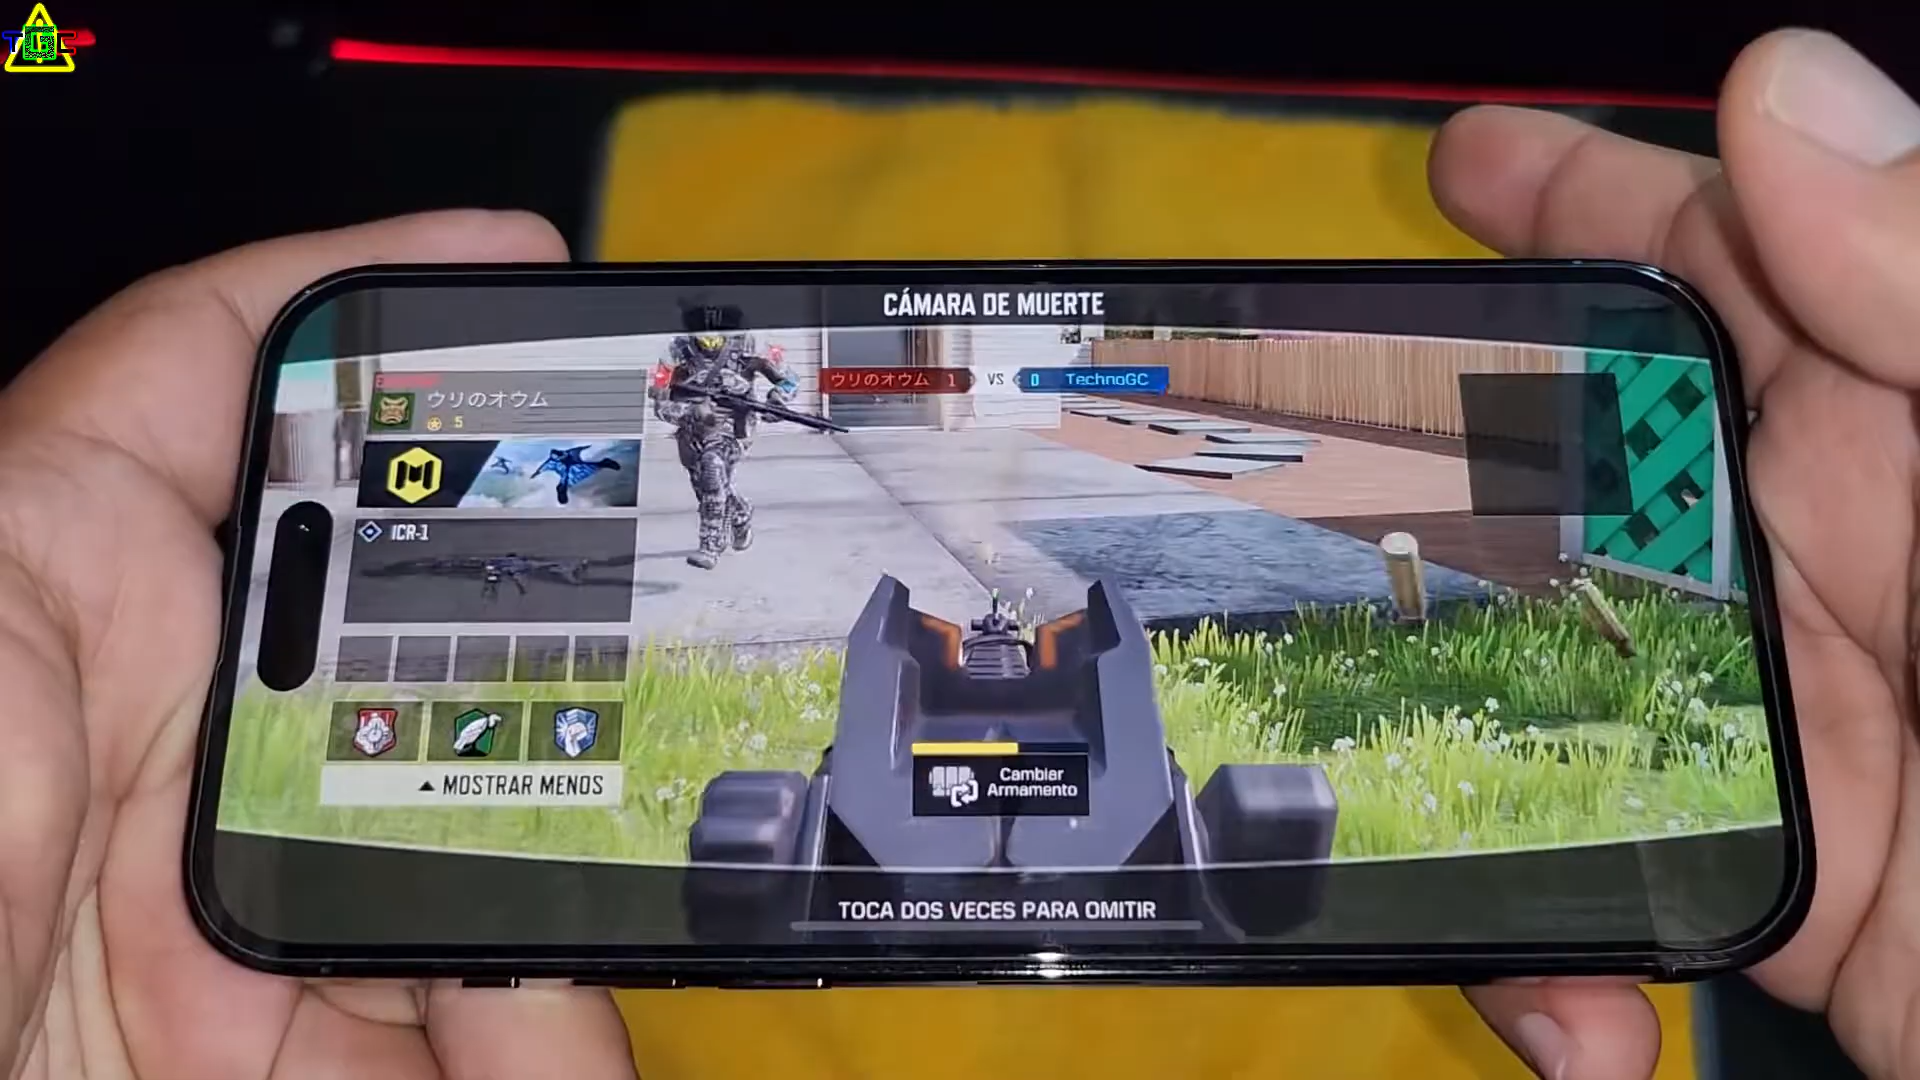 TGC
CÁMARA DE MUERTE
ウリのオウム 1 VS 0 TechnoGC
ウリのオウム
5
ICR-1
MOSTRAR MENOS
Cambiar
Armamento
TOCA DOS VECES PARA OMITIR